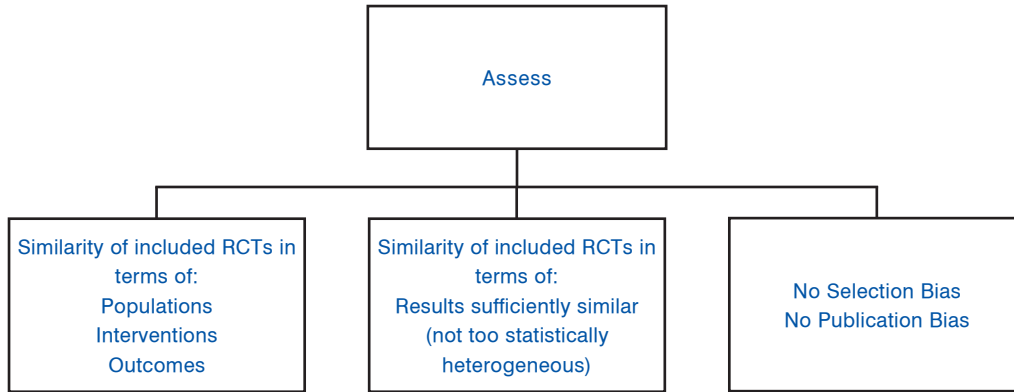 Assess
Similarity of included RCTs in
terms of:
Populations
Interventions
Outcomes
Similarity of included RCTs in
terms of:
Results sufficiently similar
(not too statistically
heterogeneous)
No Selection Bias
No Publication Bias